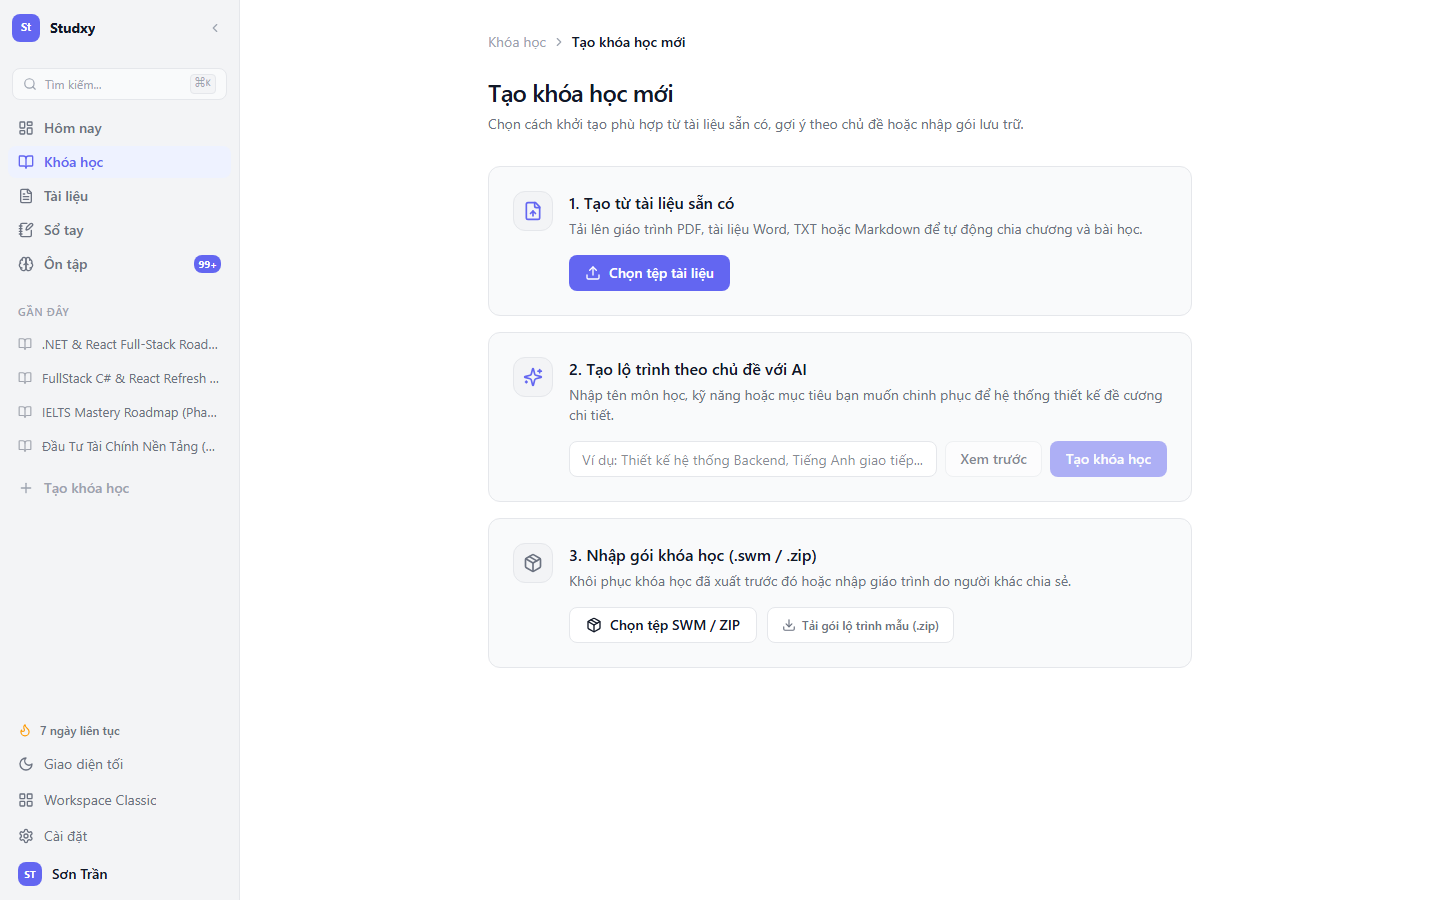 St Studxy
Tìm kiếm... ⌘K
Hôm nay
Khóa học
Tài liệu
Sổ tay
Ôn tập 99+
GẦN ĐÂY
.NET & React Full-Stack Road...
FullStack C# & React Refresh ...
IELTS Mastery Roadmap (Pha...
Đầu Tư Tài Chính Nền Tảng (...
Tạo khóa học
7 ngày liên tục
Giao diện tối
Workspace Classic
Cài đặt
ST Sơn Trần
Khóa học > Tạo khóa học mới
Tạo khóa học mới
Chọn cách khởi tạo phù hợp từ tài liệu sẵn có, gợi ý theo chủ đề hoặc nhập gói lưu trữ.
1. Tạo từ tài liệu sẵn có
Tải lên giáo trình PDF, tài liệu Word, TXT hoặc Markdown để tự động chia chương và bài học.
Chọn tệp tài liệu
2. Tạo lộ trình theo chủ đề với AI
Nhập tên môn học, kỹ năng hoặc mục tiêu bạn muốn chinh phục để hệ thống thiết kế đề cương
chi tiết.
Ví dụ: Thiết kế hệ thống Backend, Tiếng Anh giao tiếp... Xem trước Tạo khóa học
3. Nhập gói khóa học (.swm / .zip)
Khôi phục khóa học đã xuất trước đó hoặc nhập giáo trình do người khác chia sẻ.
Chọn tệp SWM / ZIP Tải gói lộ trình mẫu (.zip)